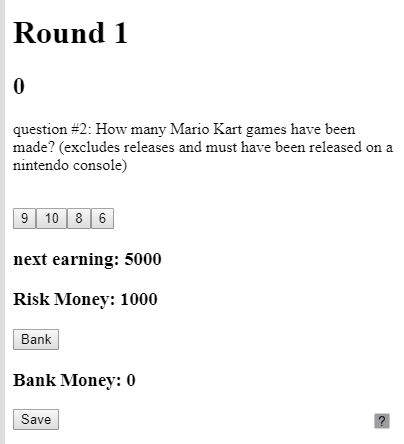 Round 1
0
question #2: How many Mario Kart games have been
made? (excludes releases and must have been released on a
nintendo console)
9 10 8 6
next earning: 5000
Risk Money: 1000
Bank
Bank Money: 0
Save
?